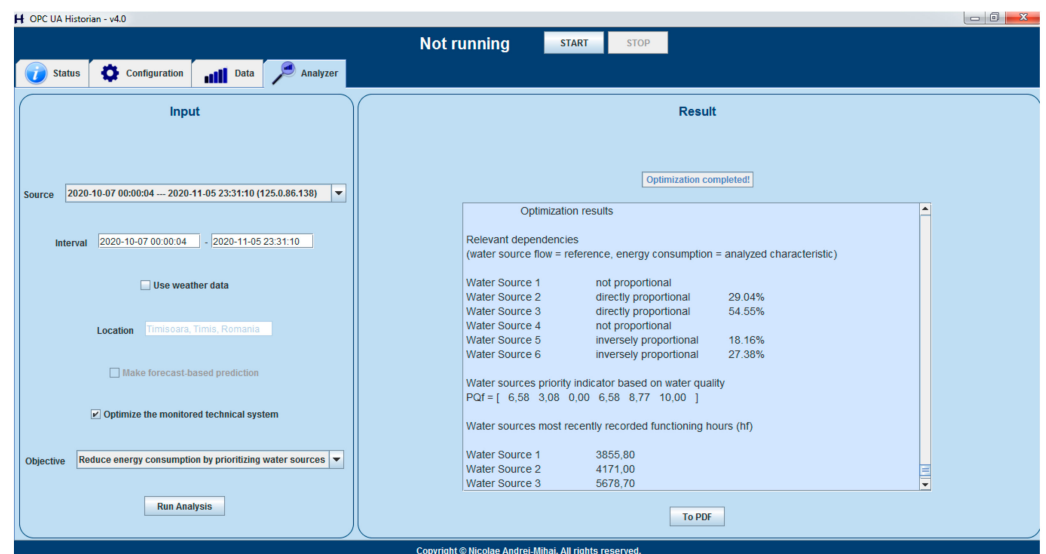 OPC UA Historian - v4.0
Not running START STOP
Status Configuration Data Analyzer
Input
Source 2020-10-07 00:00:04 --- 2020-11-05 23:31:10 (125.0.86.138)
Interval 2020-10-07 00:00:04 - 2020-11-05 23:31:10
Use weather data
Location Timisoara, Timis, Romania
Make forecast-based prediction
Optimize the monitored technical system
Objective Reduce energy consumption by prioritizing water sources
Run Analysis
Result
Optimization completed!
Optimization results
Relevant dependencies
(water source flow = reference, energy consumption = analyzed characteristic)
Water Source 1 not proportional
Water Source 2 directly proportional 29.04%
Water Source 3 directly proportional 54.55%
Water Source 4 not proportional
Water Source 5 inversely proportional 18.16%
Water Source 6 inversely proportional 27.38%
Water sources priority indicator based on water quality
PQf = [ 6,58 3,08 0,00 6,58 8,77 10,00 ]
Water sources most recently recorded functioning hours (hf)
Water Source 1 3855,80
Water Source 2 4171,00
Water Source 3 5678,70
To PDF
Copyright © Nicolae Andrei-Mihai. All rights reserved.